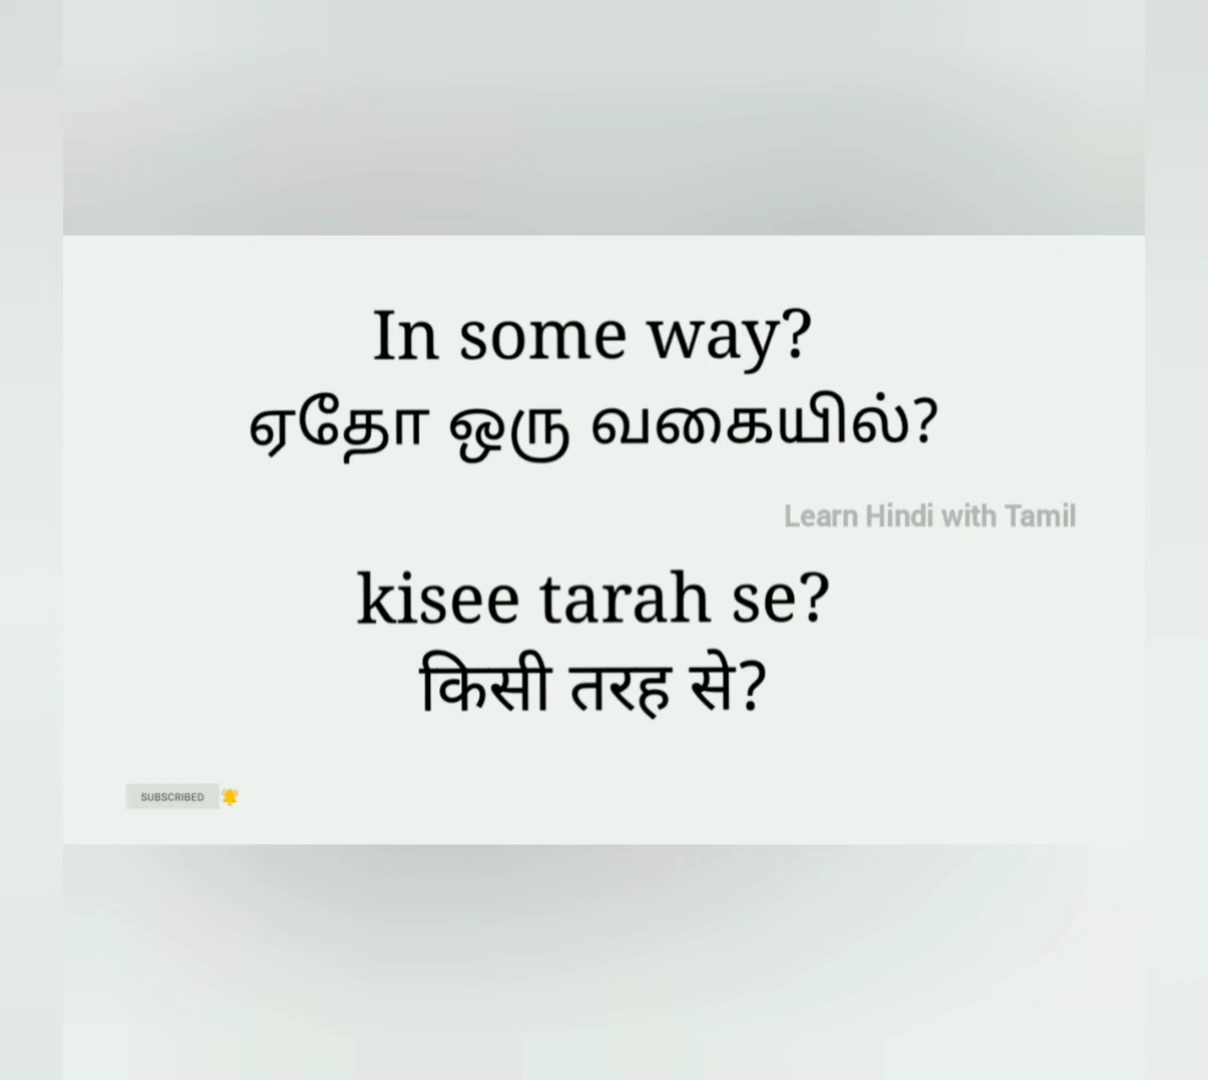 In some way?
ஏதோ ஒரு வகையில்?
Learn Hindi with Tamil
kisee tarah se?
किसी तरह से?
SUBSCRIBED